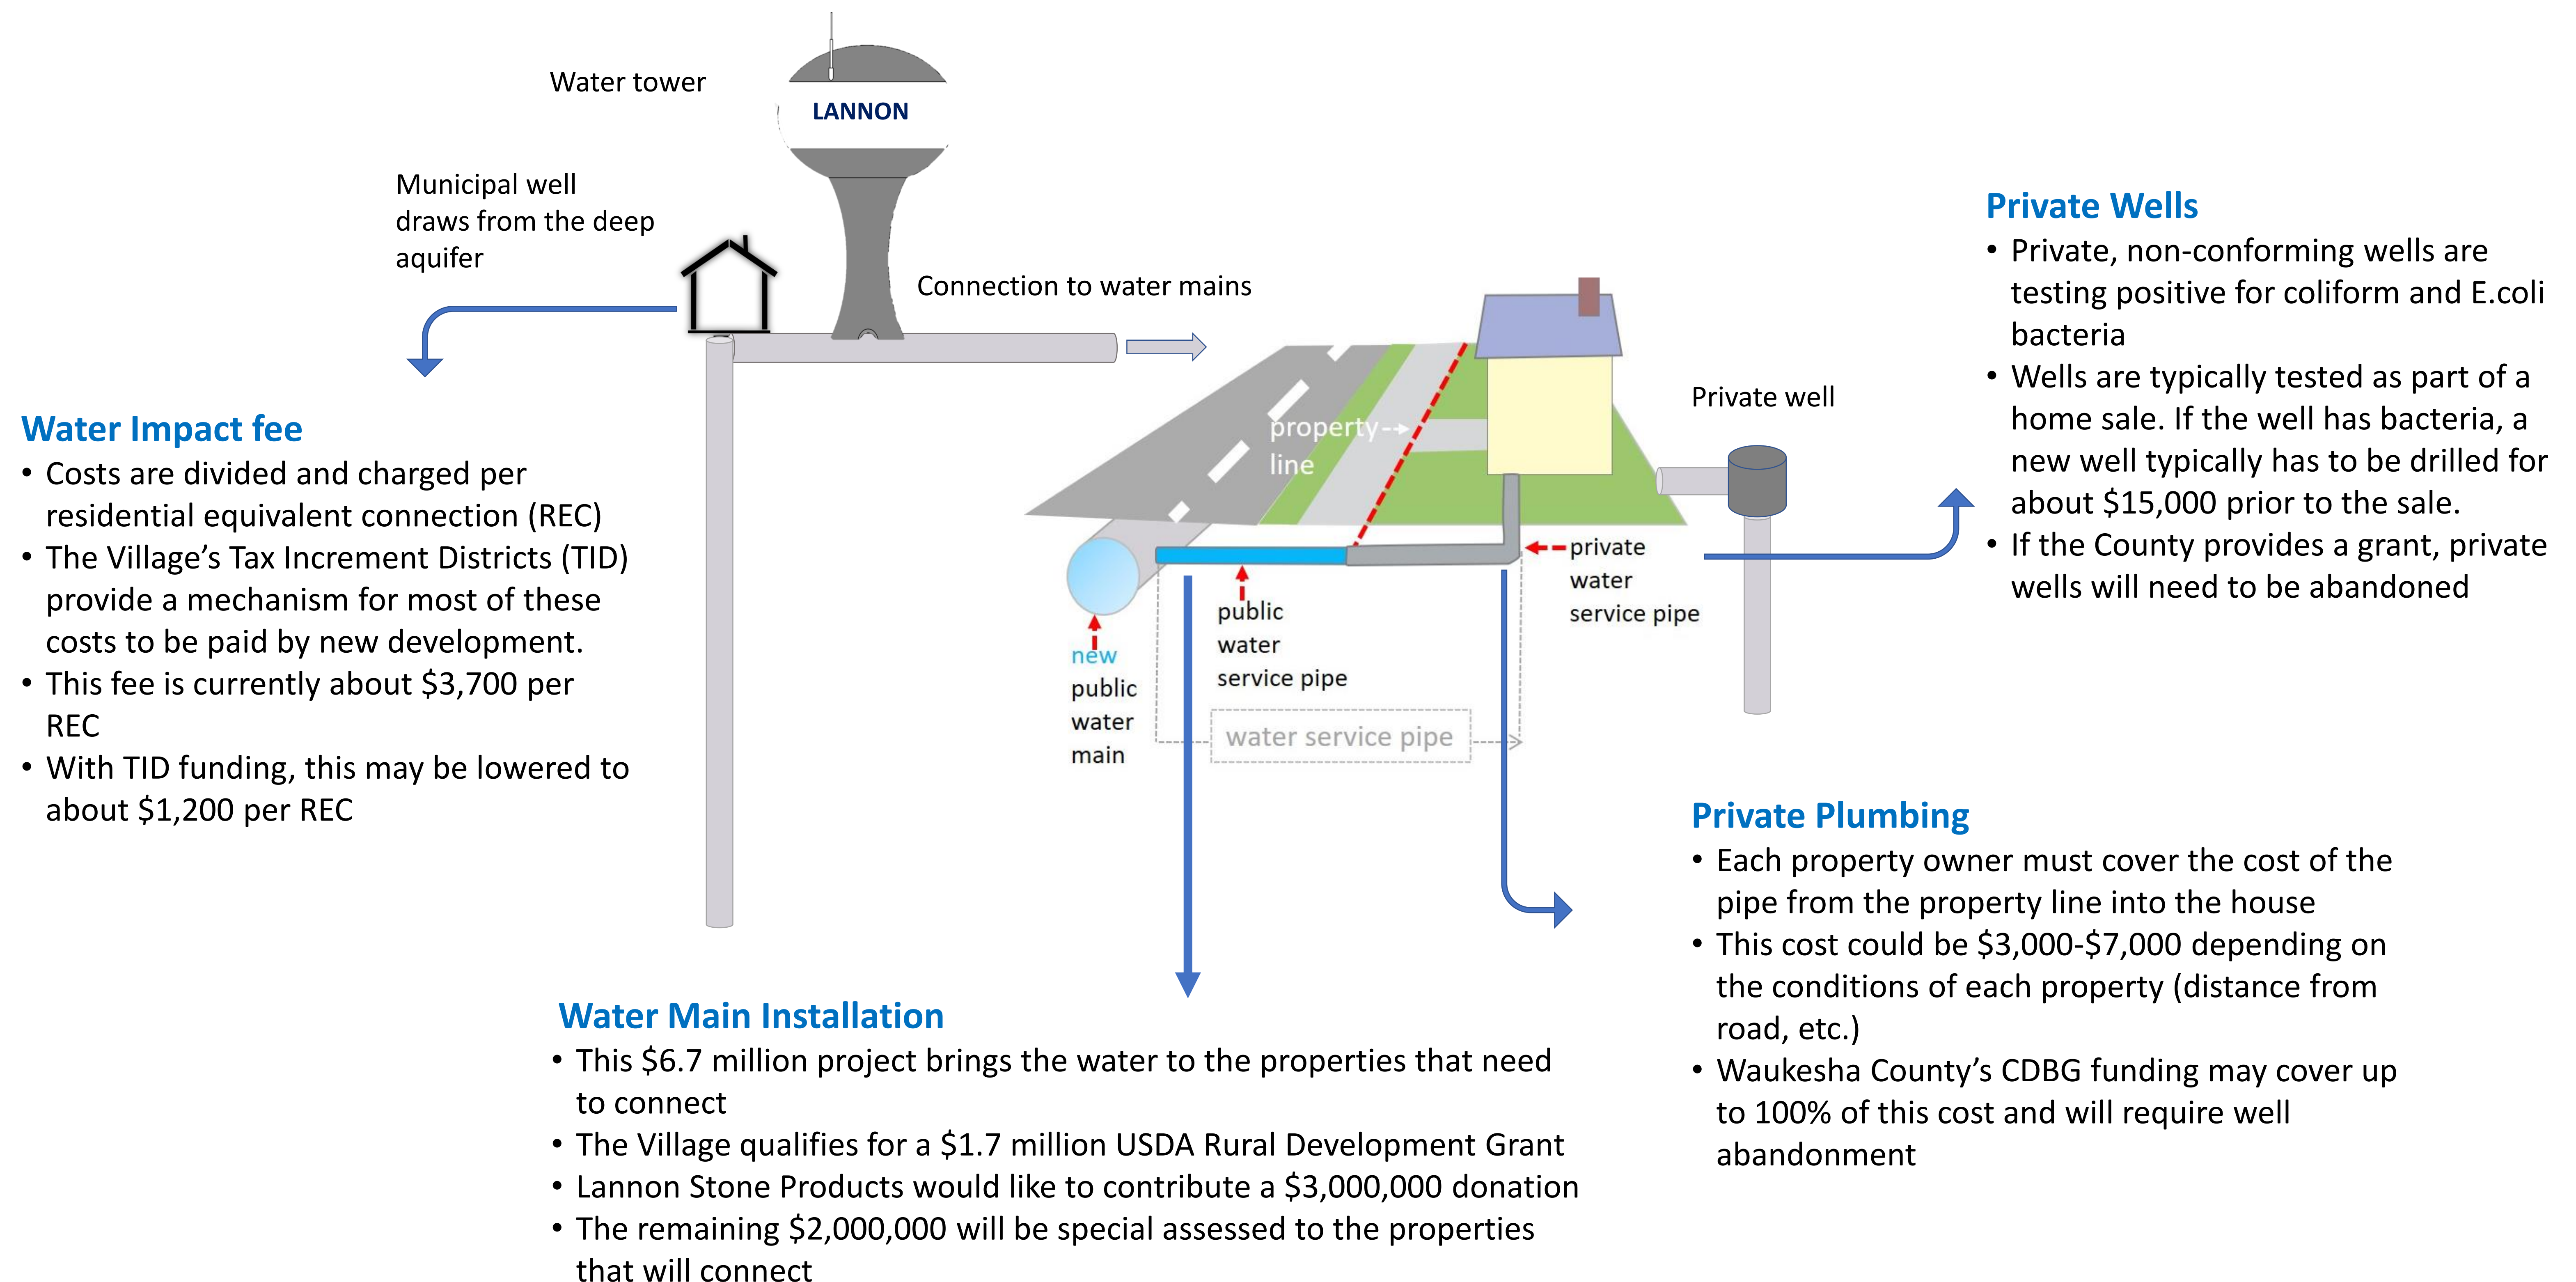 Water tower
LANNON
Municipal well
draws from the deep
aquifer
Connection to water mains
Water Impact fee
• Costs are divided and charged per
residential equivalent connection (REC)
• The Village’s Tax Increment Districts (TID)
provide a mechanism for most of these
costs to be paid by new development.
• This fee is currently about $3,700 per
REC
• With TID funding, this may be lowered to
about $1,200 per REC
property
line
new
public
water
main
public
water
service pipe
private
water
service pipe
water service pipe
Private well
Private Wells
• Private, non-conforming wells are
testing positive for coliform and E.coli
bacteria
• Wells are typically tested as part of a
home sale. If the well has bacteria, a
new well typically has to be drilled for
about $15,000 prior to the sale.
• If the County provides a grant, private
wells will need to be abandoned
Private Plumbing
• Each property owner must cover the cost of the
pipe from the property line into the house
• This cost could be $3,000-$7,000 depending on
the conditions of each property (distance from
road, etc.)
• Waukesha County’s CDBG funding may cover up
to 100% of this cost and will require well
abandonment
Water Main Installation
• This $6.7 million project brings the water to the properties that need
to connect
• The Village qualifies for a $1.7 million USDA Rural Development Grant
• Lannon Stone Products would like to contribute a $3,000,000 donation
• The remaining $2,000,000 will be special assessed to the properties
that will connect